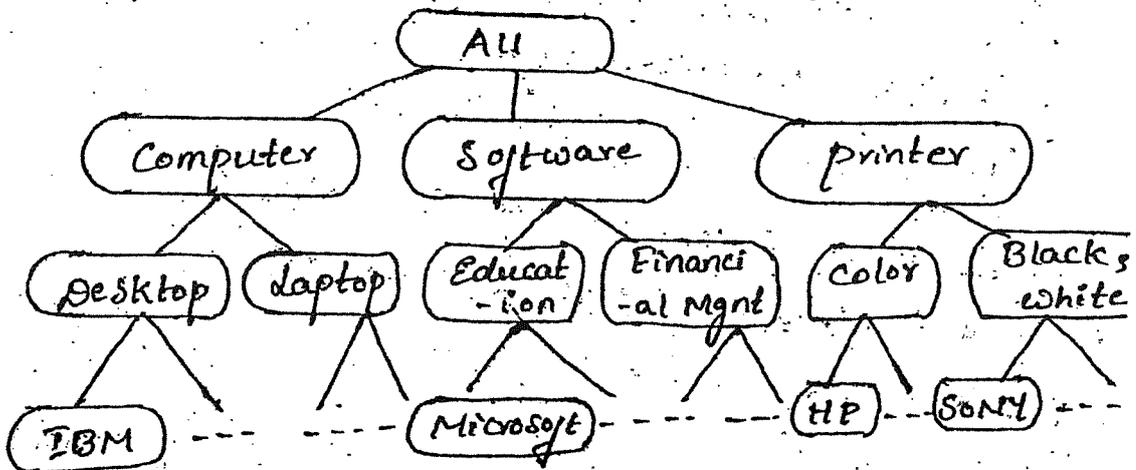 All
Computer
Software
printer
Desktop
Laptop
Educat
-ion
Financi
-al Mgnt
Color
Black &
white
IBM
Microsoft
HP
SONY